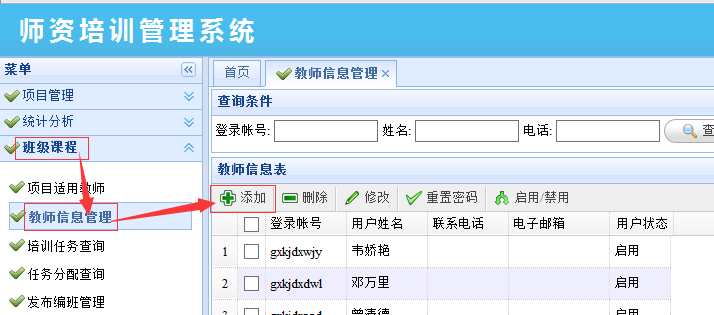 师资培训管理系统
菜单
项目管理
统计分析
班级课程
项目适用教师
教师信息管理
培训任务查询
任务分配查询
发布编班管理
首页 教师信息管理
查询条件
登录帐号: 姓名: 电话: 查
教师信息表
添加 删除 修改 重置密码 启用/禁用
登录帐号 用户姓名 联系电话 电子邮箱 用户状态
1 gxkjdxwjy 韦娇艳 启用
2 gxkjdxdwl 邓万里 启用